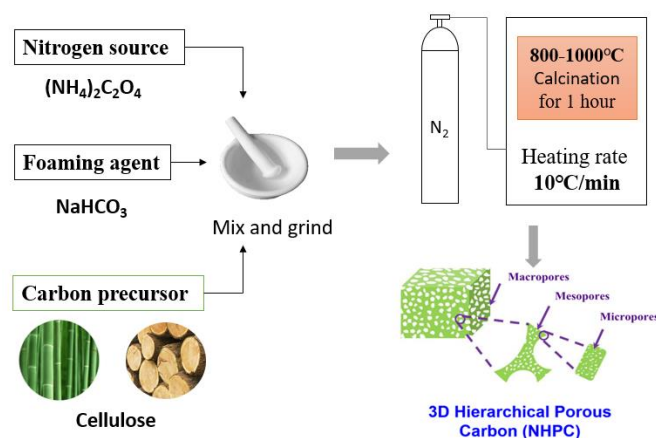 Nitrogen source
(NH₄)₂C₂O₄
Foaming agent
NaHCO₃
Mix and grind
Carbon precursor
Cellulose
N₂
800-1000℃
Calcination
for 1 hour
Heating rate
10℃/min
Macropores
Mesopores
Micropores
3D Hierarchical Porous
Carbon (NHPC)